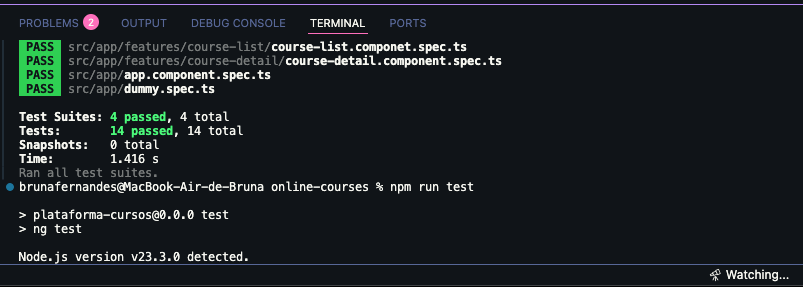 PROBLEMS 2 OUTPUT DEBUG CONSOLE TERMINAL PORTS
PASS src/app/features/course-list/course-list.componet.spec.ts
PASS src/app/features/course-detail/course-detail.component.spec.ts
PASS src/app/app.component.spec.ts
PASS src/app/dummy.spec.ts
Test Suites: 4 passed, 4 total
Tests: 14 passed, 14 total
Snapshots: 0 total
Time: 1.416 s
Ran all test suites.
brunafernandes@MacBook-Air-de-Bruna online-courses % npm run test
> plataforma-cursos@0.0.0 test
> ng test
Node.js version v23.3.0 detected.
Watching...